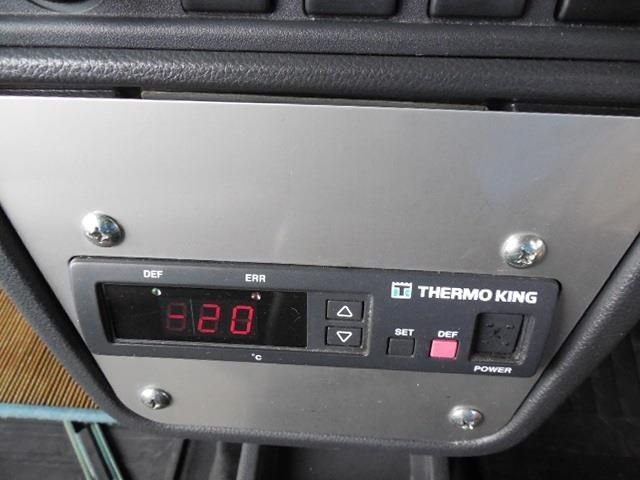 DEF ERR
THERMO KING
-20
SET DEF
°C
POWER